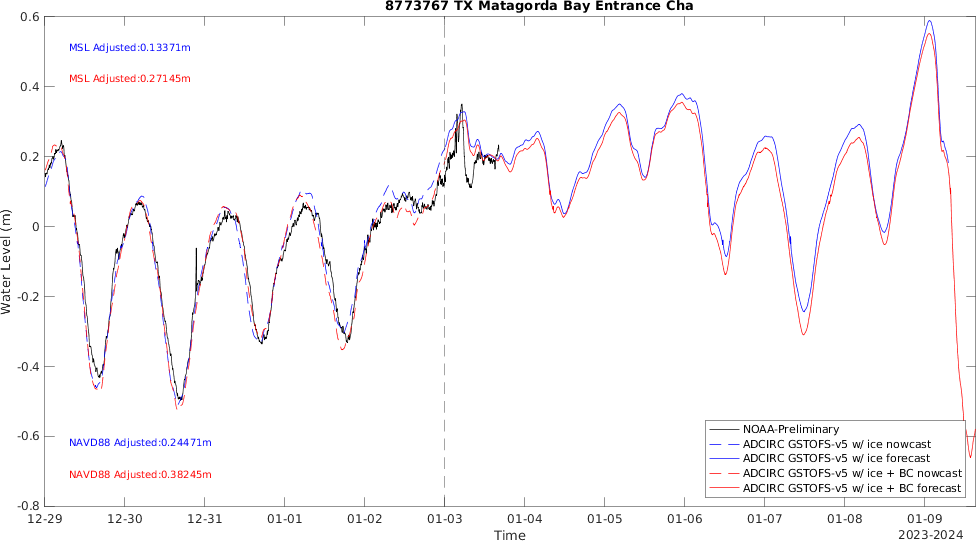 8773767 TX Matagorda Bay Entrance Cha
MSL Adjusted:0.13371m
MSL Adjusted:0.27145m
NAVD88 Adjusted:0.24471m
NAVD88 Adjusted:0.38245m
Water Level (m)
0.6
0.4
0.2
0
-0.2
-0.4
-0.6
-0.8
NOAA-Preliminary
ADCIRC GSTOFS-v5 w/ ice nowcast
ADCIRC GSTOFS-v5 w/ ice forecast
ADCIRC GSTOFS-v5 w/ ice + BC nowcast
ADCIRC GSTOFS-v5 w/ ice + BC forecast
12-29 12-30 12-31 01-01 01-02 01-03 01-04 01-05 01-06 01-07 01-08 01-09
Time
2023-2024